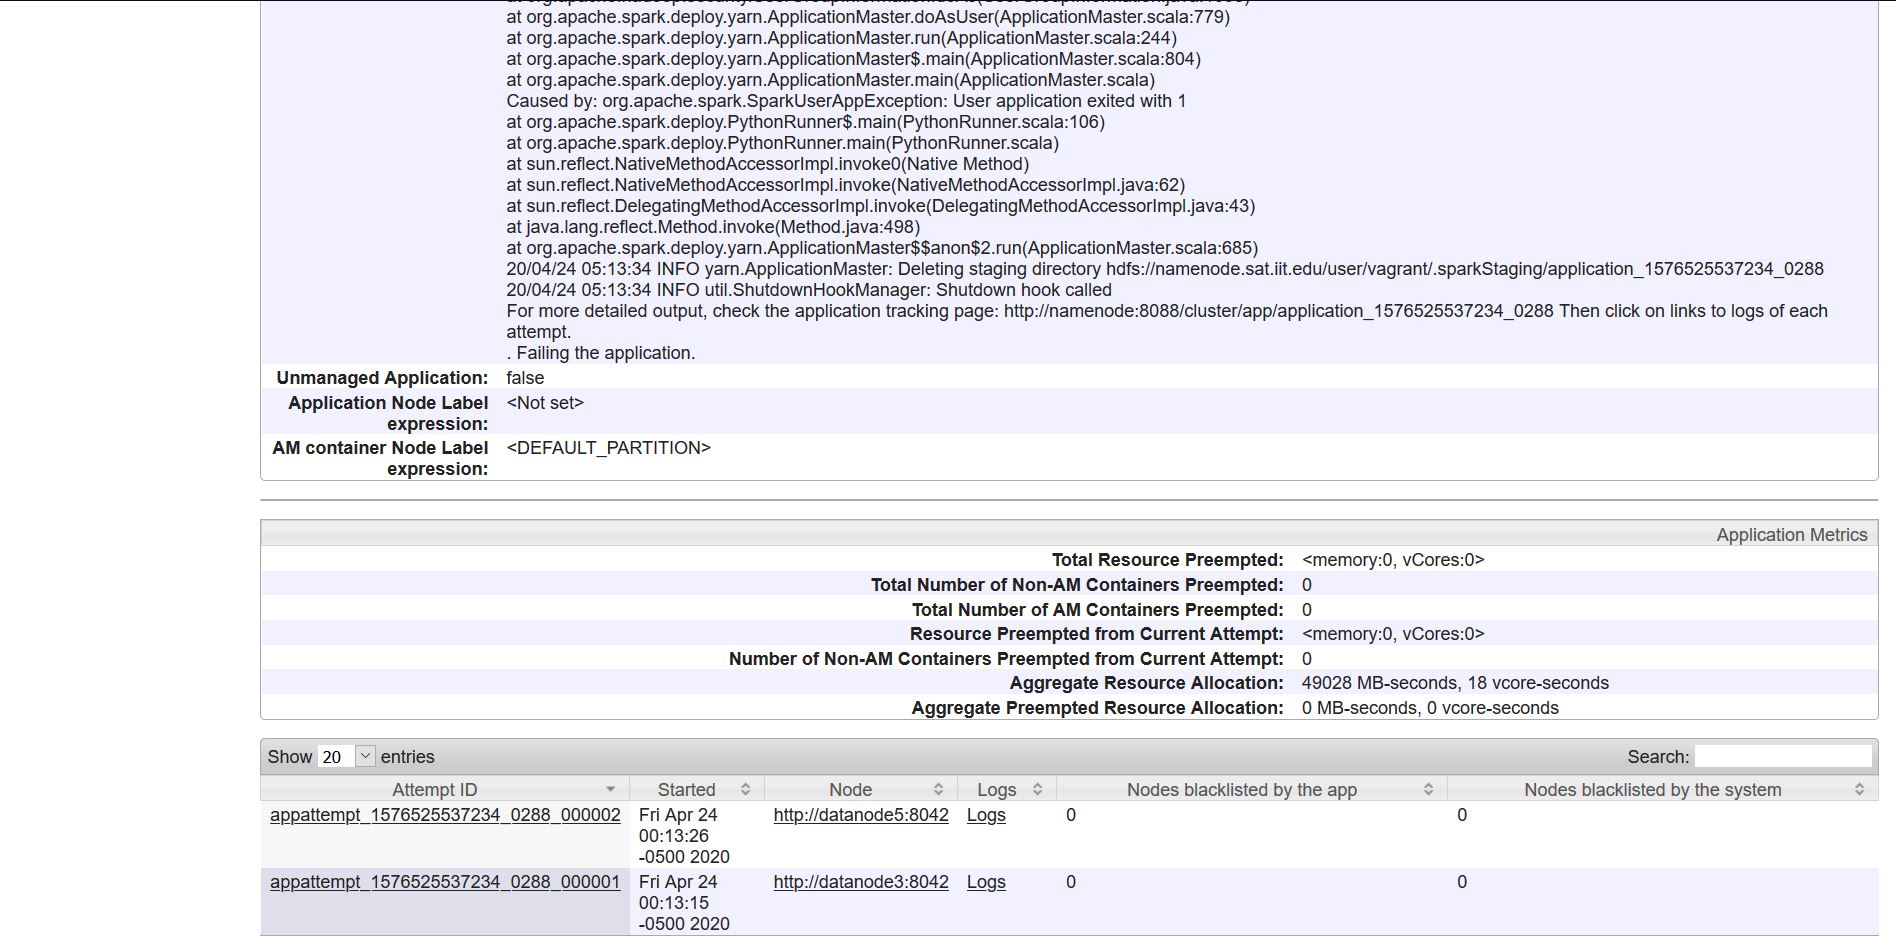 at org.apache.spark.deploy.yarn.ApplicationMaster.doAsUser(ApplicationMaster.scala:779)
at org.apache.spark.deploy.yarn.ApplicationMaster.run(ApplicationMaster.scala:244)
at org.apache.spark.deploy.yarn.ApplicationMaster$.main(ApplicationMaster.scala:804)
at org.apache.spark.deploy.yarn.ApplicationMaster.main(ApplicationMaster.scala)
Caused by: org.apache.spark.SparkUserAppException: User application exited with 1
at org.apache.spark.deploy.PythonRunner$.main(PythonRunner.scala:106)
at org.apache.spark.deploy.PythonRunner.main(PythonRunner.scala)
at sun.reflect.NativeMethodAccessorImpl.invoke0(Native Method)
at sun.reflect.NativeMethodAccessorImpl.invoke(NativeMethodAccessorImpl.java:62)
at sun.reflect.DelegatingMethodAccessorImpl.invoke(DelegatingMethodAccessorImpl.java:43)
at java.lang.reflect.Method.invoke(Method.java:498)
at org.apache.spark.deploy.yarn.ApplicationMaster$$anon$2.run(ApplicationMaster.scala:685)
20/04/24 05:13:34 INFO yarn.ApplicationMaster: Deleting staging directory hdfs://namenode.sat.iit.edu/user/vagrant/.sparkStaging/application_1576525537234_0288
20/04/24 05:13:34 INFO util.ShutdownHookManager: Shutdown hook called
For more detailed output, check the application tracking page: http://namenode:8088/cluster/app/application_1576525537234_0288 Then click on links to logs of each
attempt.
. Failing the application.
Unmanaged Application: false
Application Node Label <Not set>
expression:
AM container Node Label <DEFAULT_PARTITION>
expression:
Application Metrics
Total Resource Preempted: <memory:0, vCores:0>
Total Number of Non-AM Containers Preempted: 0
Total Number of AM Containers Preempted: 0
Resource Preempted from Current Attempt: <memory:0, vCores:0>
Number of Non-AM Containers Preempted from Current Attempt: 0
Aggregate Resource Allocation: 49028 MB-seconds, 18 vcore-seconds
Aggregate Preempted Resource Allocation: 0 MB-seconds, 0 vcore-seconds
Show 20 entries Search:
Attempt ID Started Node Logs Nodes blacklisted by the app Nodes blacklisted by the system
appattempt_1576525537234_0288_000002 Fri Apr 24 http://datanode5:8042 Logs 0 0
00:13:26
-0500 2020
appattempt_1576525537234_0288_000001 Fri Apr 24 http://datanode3:8042 Logs 0 0
00:13:15
-0500 2020